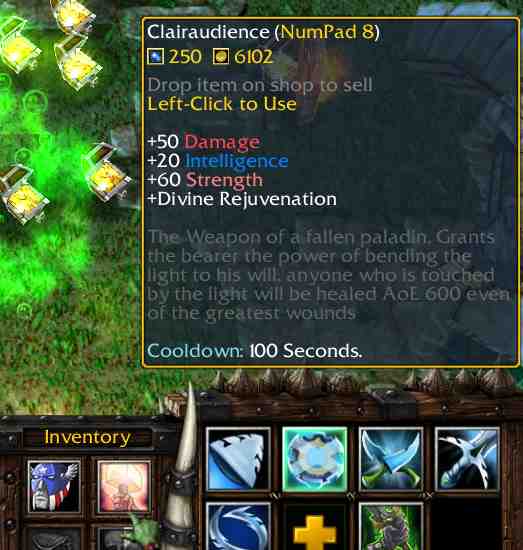 Clairaudience (NumPad 8)
250 6102
Drop item on shop to sell
Left-Click to Use
+50 Damage
+20 Intelligence
+60 Strength
+Divine Rejuvenation
The Weapon of a fallen paladin. Grants
the bearer the power of bending the
light to his will. anyone who is touched
by the light will be healed AoE 600 even
of the greatest wounds
Cooldown: 100 Seconds.
Inventory